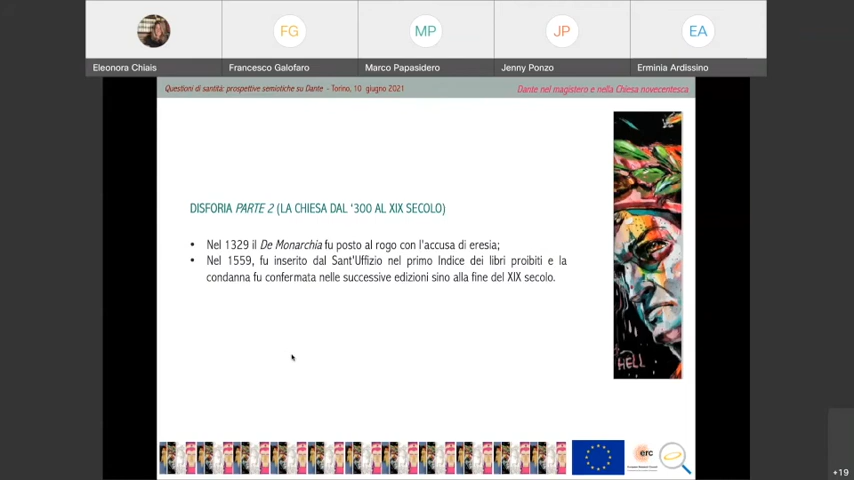 FG
MP
JP
EA
Eleonora Chiais
Francesco Galofaro
Marco Papasidero
Jenny Ponzo
Erminia Ardissino
Questioni di santità: prospettive semiotiche su Dante - Torino, 10 giugno 2021
Dante nel magistero e nella Chiesa novecentesca
DISFORIA PARTE 2 (LA CHIESA DAL '300 AL XIX SECOLO)
• Nel 1329 il De Monarchia fu posto al rogo con l'accusa di eresia;
• Nel 1559, fu inserito dal Sant'Uffizio nel primo Indice dei libri proibiti e la
condanna fu confermata nelle successive edizioni sino alla fine del XIX secolo.
HELL
erc
+19